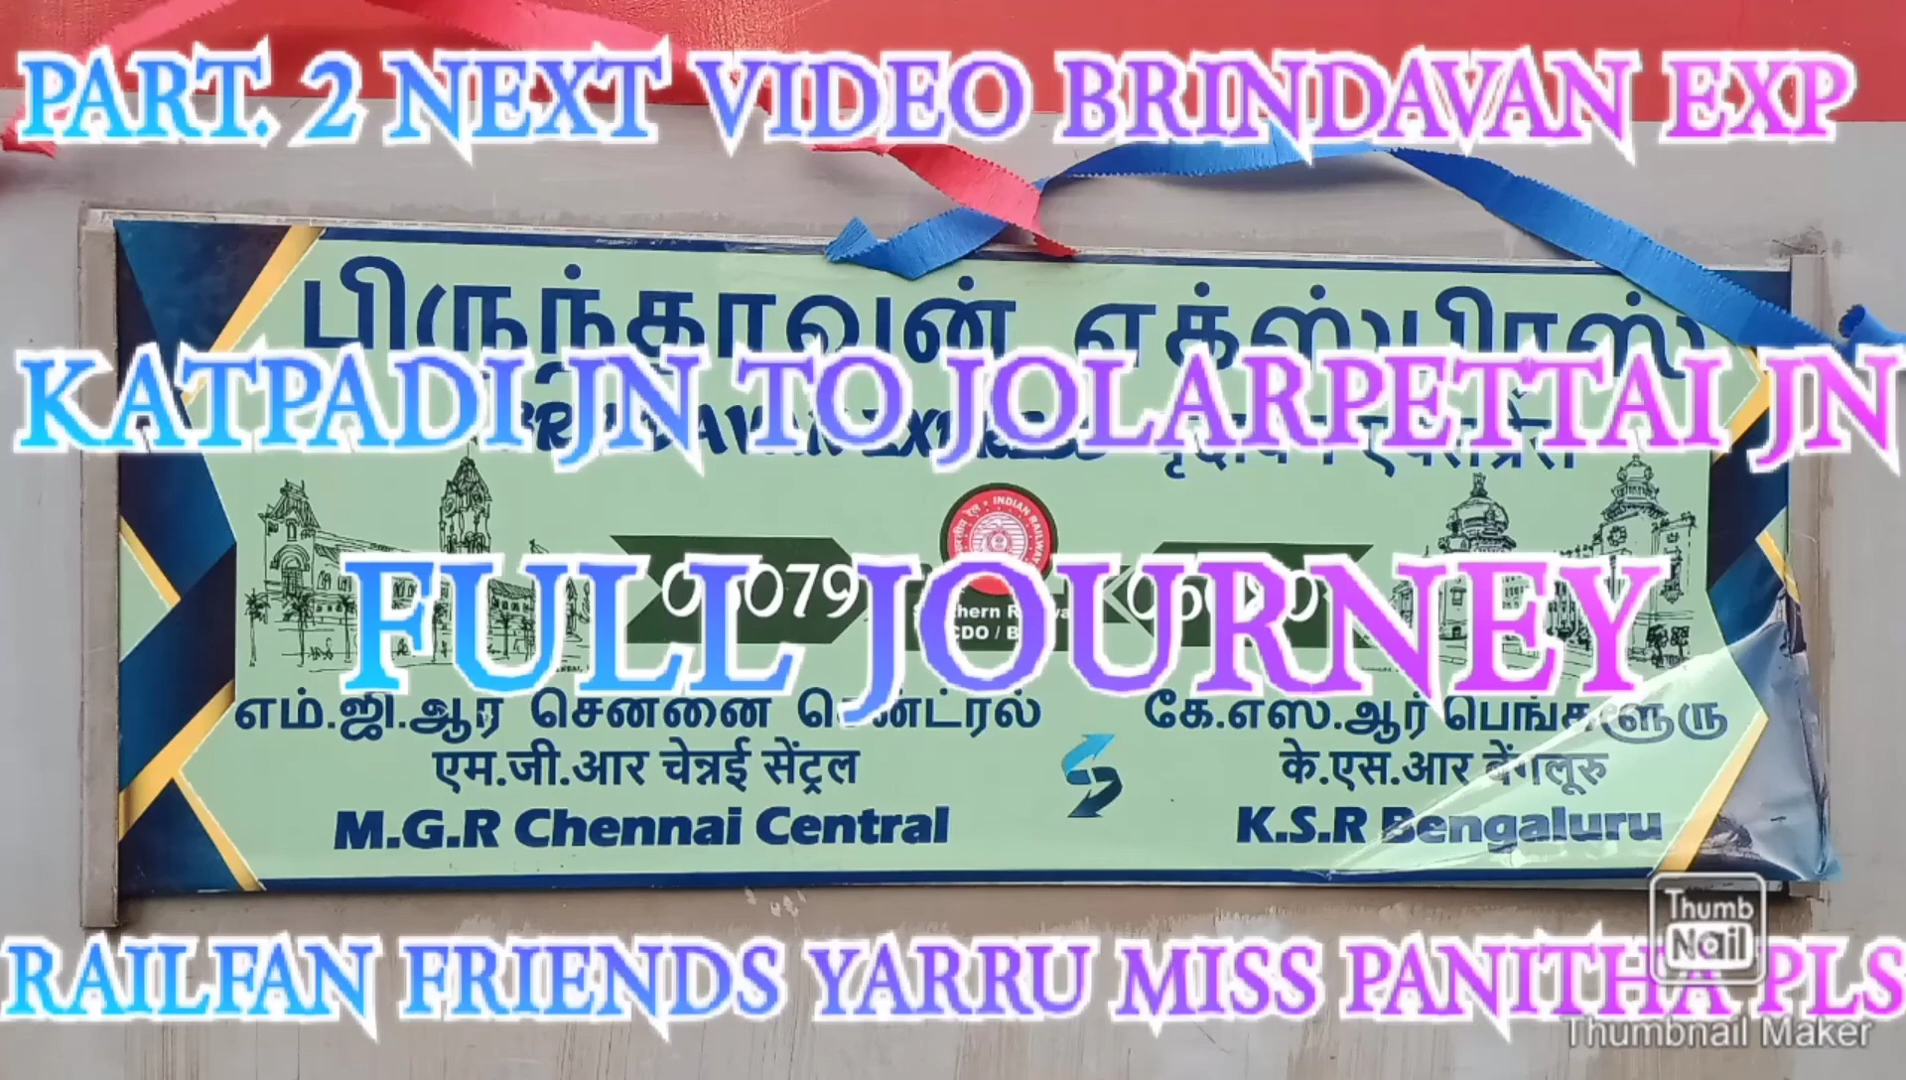 PART. 2 NEXT VIDEO BRINDAVAN EXP
பிருந்தாவன் எக்ஸ்பிரஸ்
KATPADI JN TO JOLARPETTAI JN
INDIAN RAILWAY
FULL JOURNEY
எம்.ஜி.ஆர் சென்னை சென்ட்ரல் கே.எஸ்.ஆர் பெங்களூரு
एम.जी.आर चेन्नई सेंट्रल के.एस.आर बेंगलूरु
M.G.R Chennai Central K.S.R Bengaluru
Thumb
Nail
RAILFAN FRIENDS YARRU MISS PANITHA PLS
Thumbnail Maker